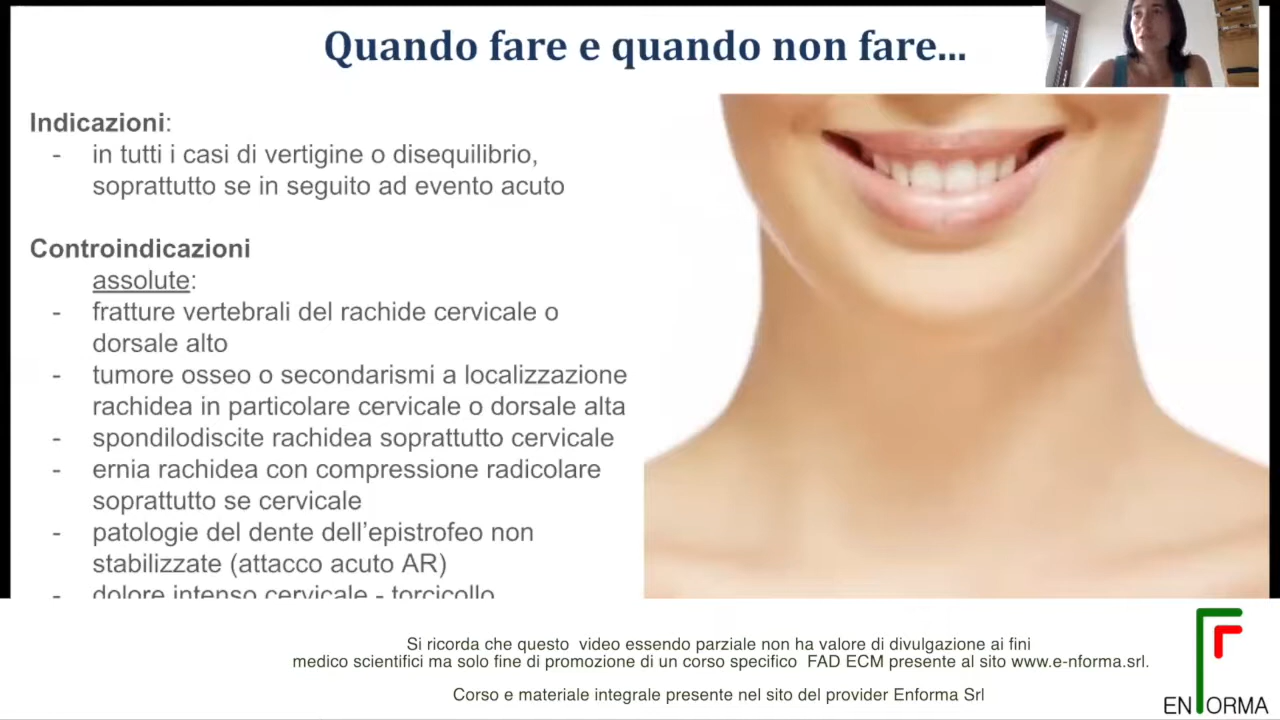 Quando fare e quando non fare...
Indicazioni:
- in tutti i casi di vertigine o disequilibrio,
soprattutto se in seguito ad evento acuto
Controindicazioni
assolute:
- fratture vertebrali del rachide cervicale o
dorsale alto
- tumore osseo o secondarismi a localizzazione
rachidea in particolare cervicale o dorsale alta
- spondilodiscite rachidea soprattutto cervicale
- ernia rachidea con compressione radicolare
soprattutto se cervicale
- patologie del dente dell'epistrofeo non
stabilizzate (attacco acuto AR)
- dolore intenso cervicale - torcicollo
Si ricorda che questo video essendo parziale non ha valore di divulgazione ai fini
medico scientifici ma solo fine di promozione di un corso specifico FAD ECM presente al sito www.e-nforma.srl.
Corso e materiale integrale presente nel sito del provider Enforma Srl
ENFORMA